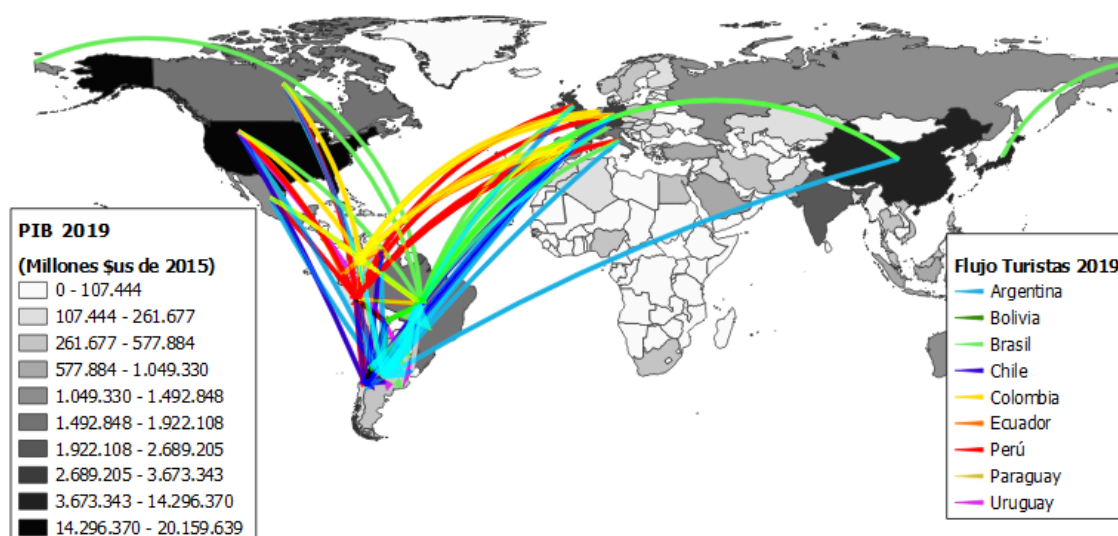 PIB 2019
(Millones $us de 2015)
0 - 107.444
107.444 - 261.677
261.677 - 577.884
577.884 - 1.049.330
1.049.330 - 1.492.848
1.492.848 - 1.922.108
1.922.108 - 2.689.205
2.689.205 - 3.673.343
3.673.343 - 14.296.370
14.296.370 - 20.159.639
Flujo Turistas 2019
Argentina
Bolivia
Brasil
Chile
Colombia
Ecuador
Perú
Paraguay
Uruguay